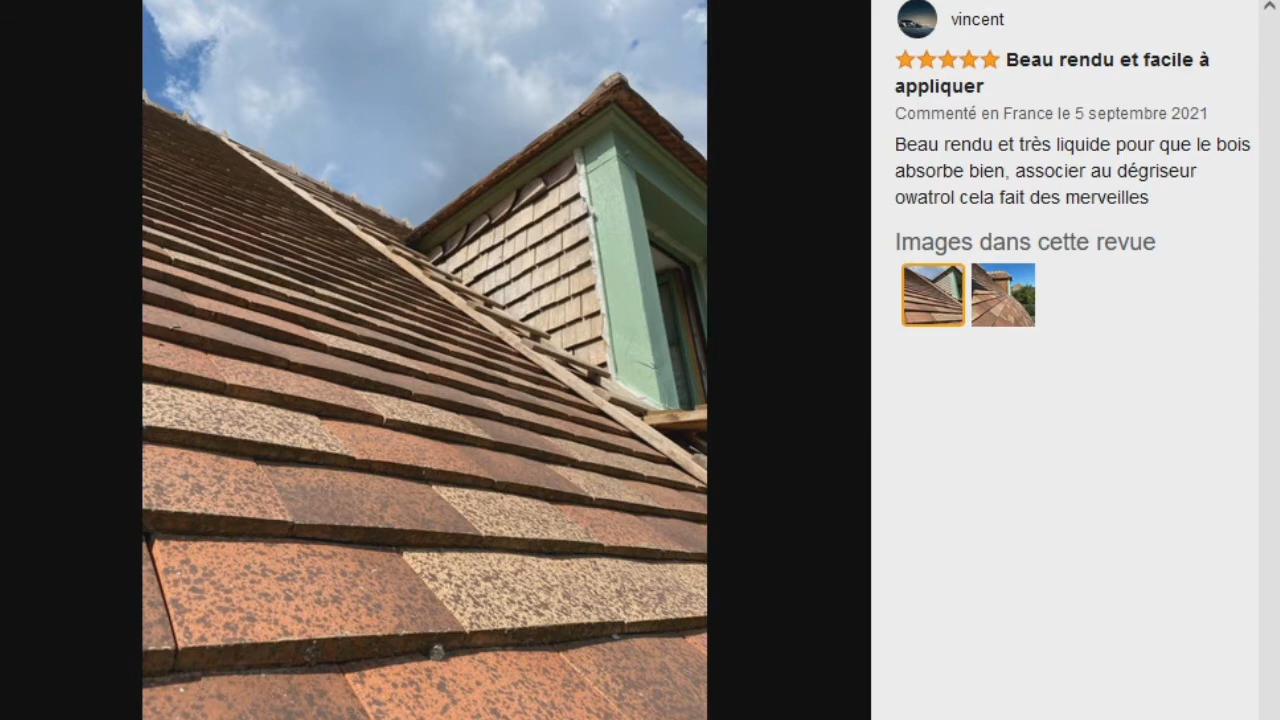 vincent
Beau rendu et facile à
appliquer
Commenté en France le 5 septembre 2021
Beau rendu et très liquide pour que le bois
absorbe bien, associer au dégriseur
owatrol cela fait des merveilles
Images dans cette revue